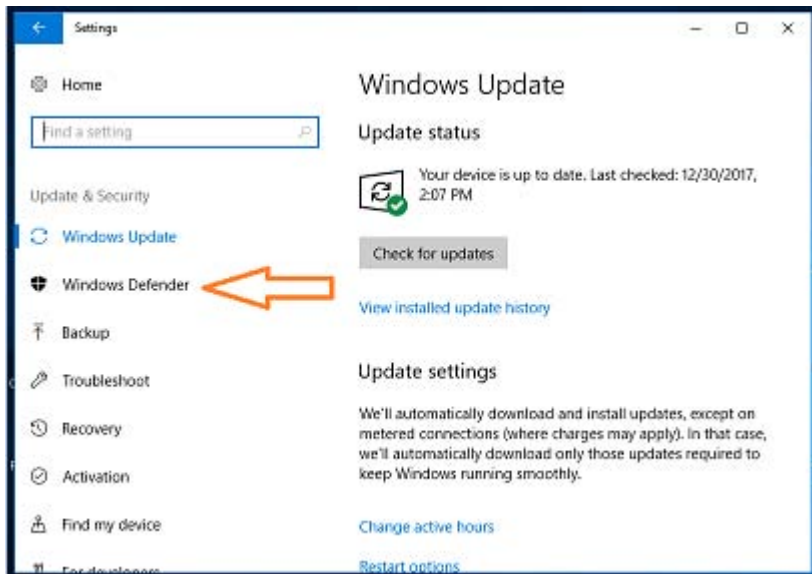 Settings
Home
Find a setting
Update & Security
Windows Update
Windows Defender
Backup
Troubleshoot
Recovery
Activation
Find my device
For developers
Windows Update
Update status
Your device is up to date. Last checked: 12/30/2017,
2:07 PM
Check for updates
View installed update history
Update settings
We'll automatically download and install updates, except on
metered connections (where charges may apply). In that case,
we'll automatically download only those updates required to
keep Windows running smoothly.
Change active hours
Restart options